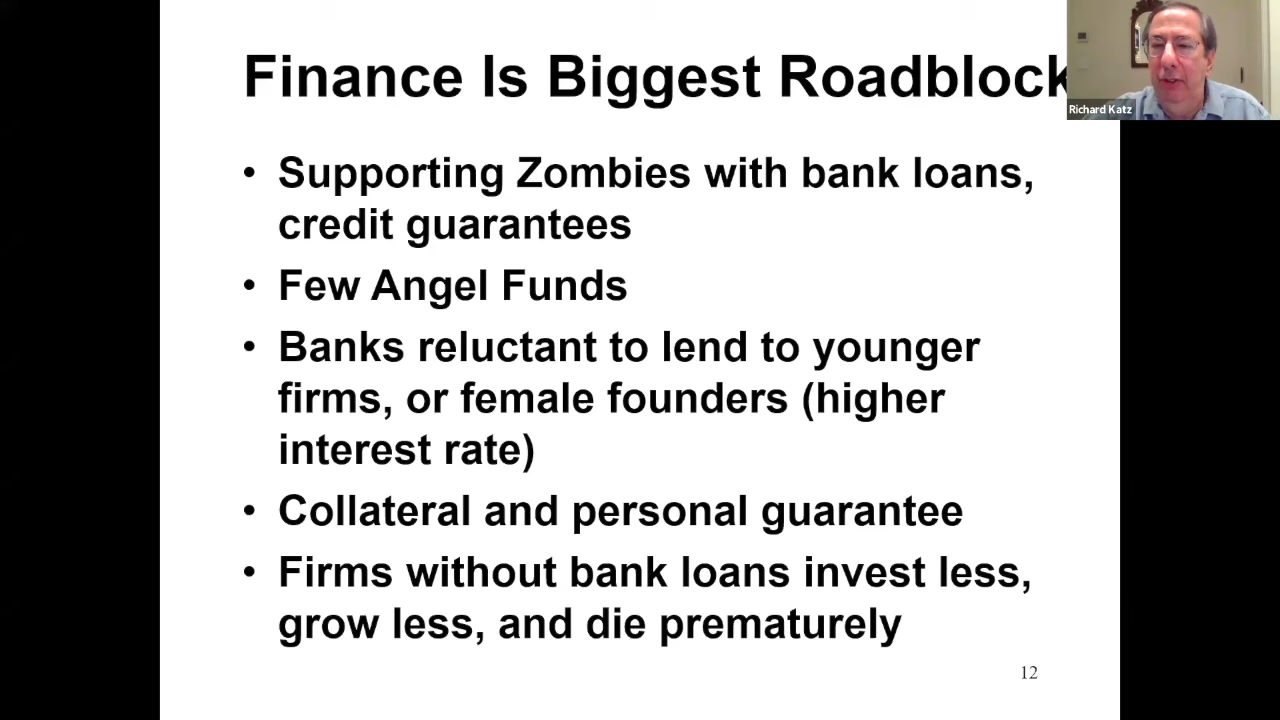 Finance Is Biggest Roadblock
Richard Katz
• Supporting Zombies with bank loans,
credit guarantees
• Few Angel Funds
• Banks reluctant to lend to younger
firms, or female founders (higher
interest rate)
• Collateral and personal guarantee
• Firms without bank loans invest less,
grow less, and die prematurely
12